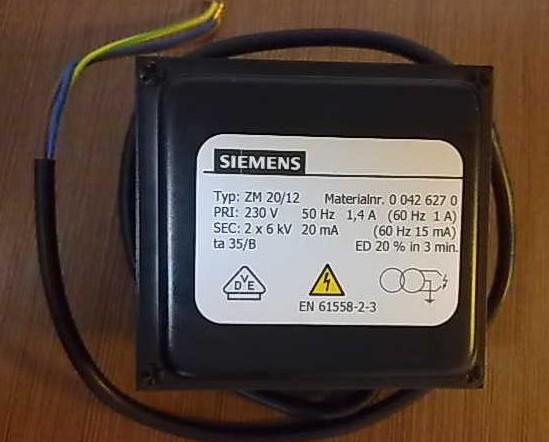 SIEMENS
Typ: ZM 20/12 Materialnr. 0 042 627 0
PRI: 230 V 50 Hz 1,4 A (60 Hz 1 A)
SEC: 2 x 6 kV 20 mA (60 Hz 15 mA)
ta 35/B ED 20 % in 3 min.
DVE
EN 61558-2-3